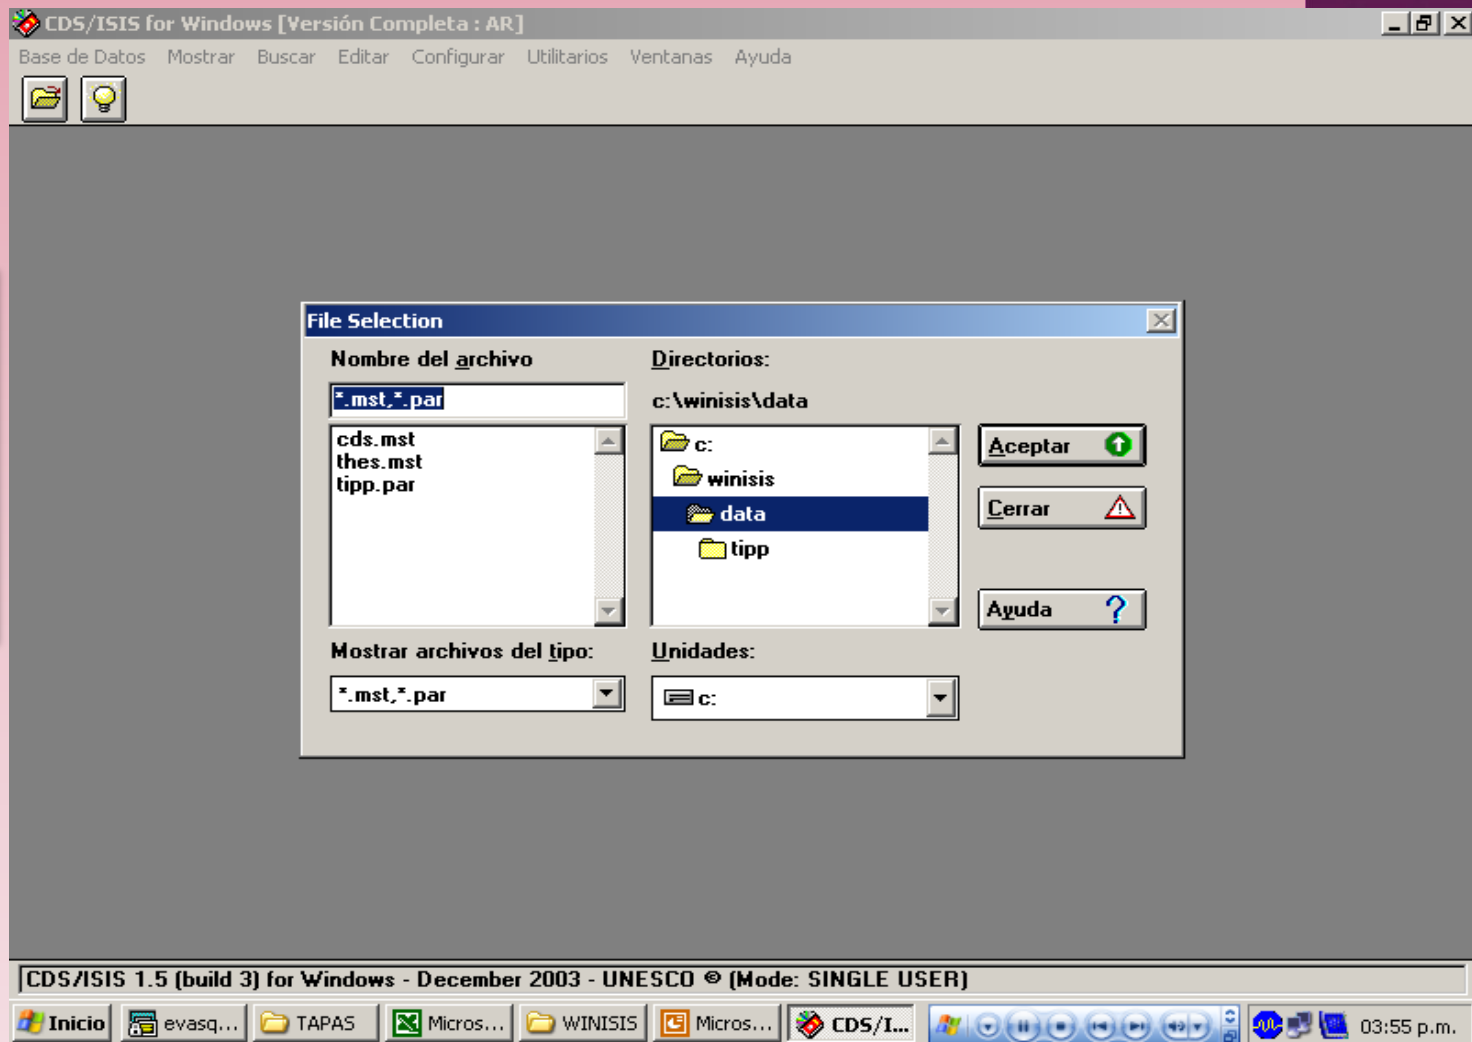 CDS/ISIS for Windows [Versión Completa : AR]
Base de Datos Mostrar Buscar Editar Configurar Utilitarios Ventanas Ayuda
File Selection
Nombre del archivo
*.mst,*.par
cds.mst
thes.mst
tipp.par
Mostrar archivos del tipo:
*.mst,*.par
Directorios:
c:\winisis\data
c:
winisis
data
tipp
Unidades:
c:
Aceptar
Cerrar
Ayuda
CDS/ISIS 1.5 (build 3) for Windows - December 2003 - UNESCO © (Mode: SINGLE USER)
Inicio evasq... TAPAS Micros... WINISIS Micros... CDS/I... 03:55 p.m.